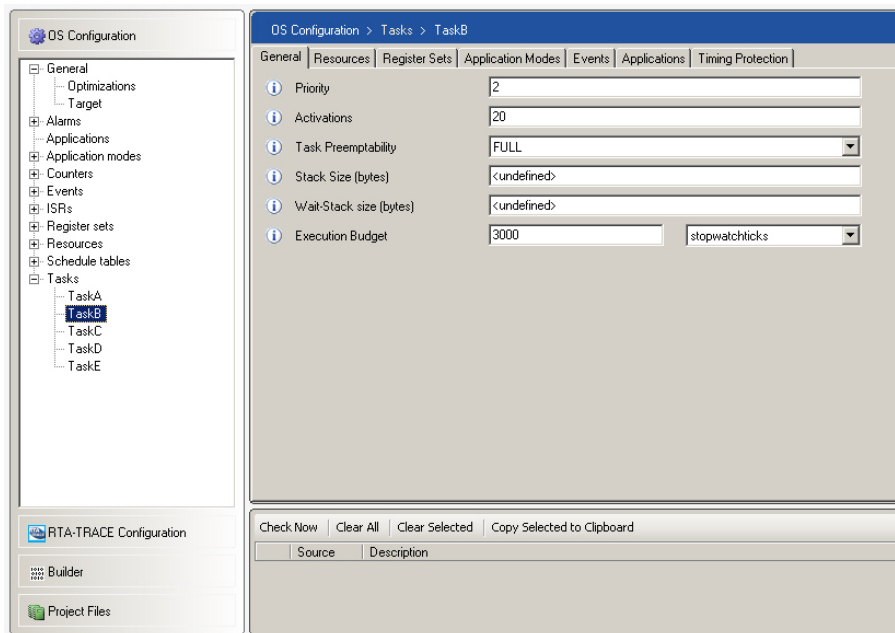 OS Configuration
General
Optimizations
Target
Alarms
Applications
Application modes
Counters
Events
ISRs
Register sets
Resources
Schedule tables
Tasks
TaskA
TaskB
TaskC
TaskD
TaskE
RTA-TRACE Configuration
Builder
Project Files
OS Configuration > Tasks > TaskB
General Resources Register Sets Application Modes Events Applications Timing Protection
Priority 2
Activations 20
Task Preemptability FULL
Stack Size (bytes) <undefined>
Wait-Stack size (bytes) <undefined>
Execution Budget 3000 stopwatchticks
Check Now Clear All Clear Selected Copy Selected to Clipboard
Source Description